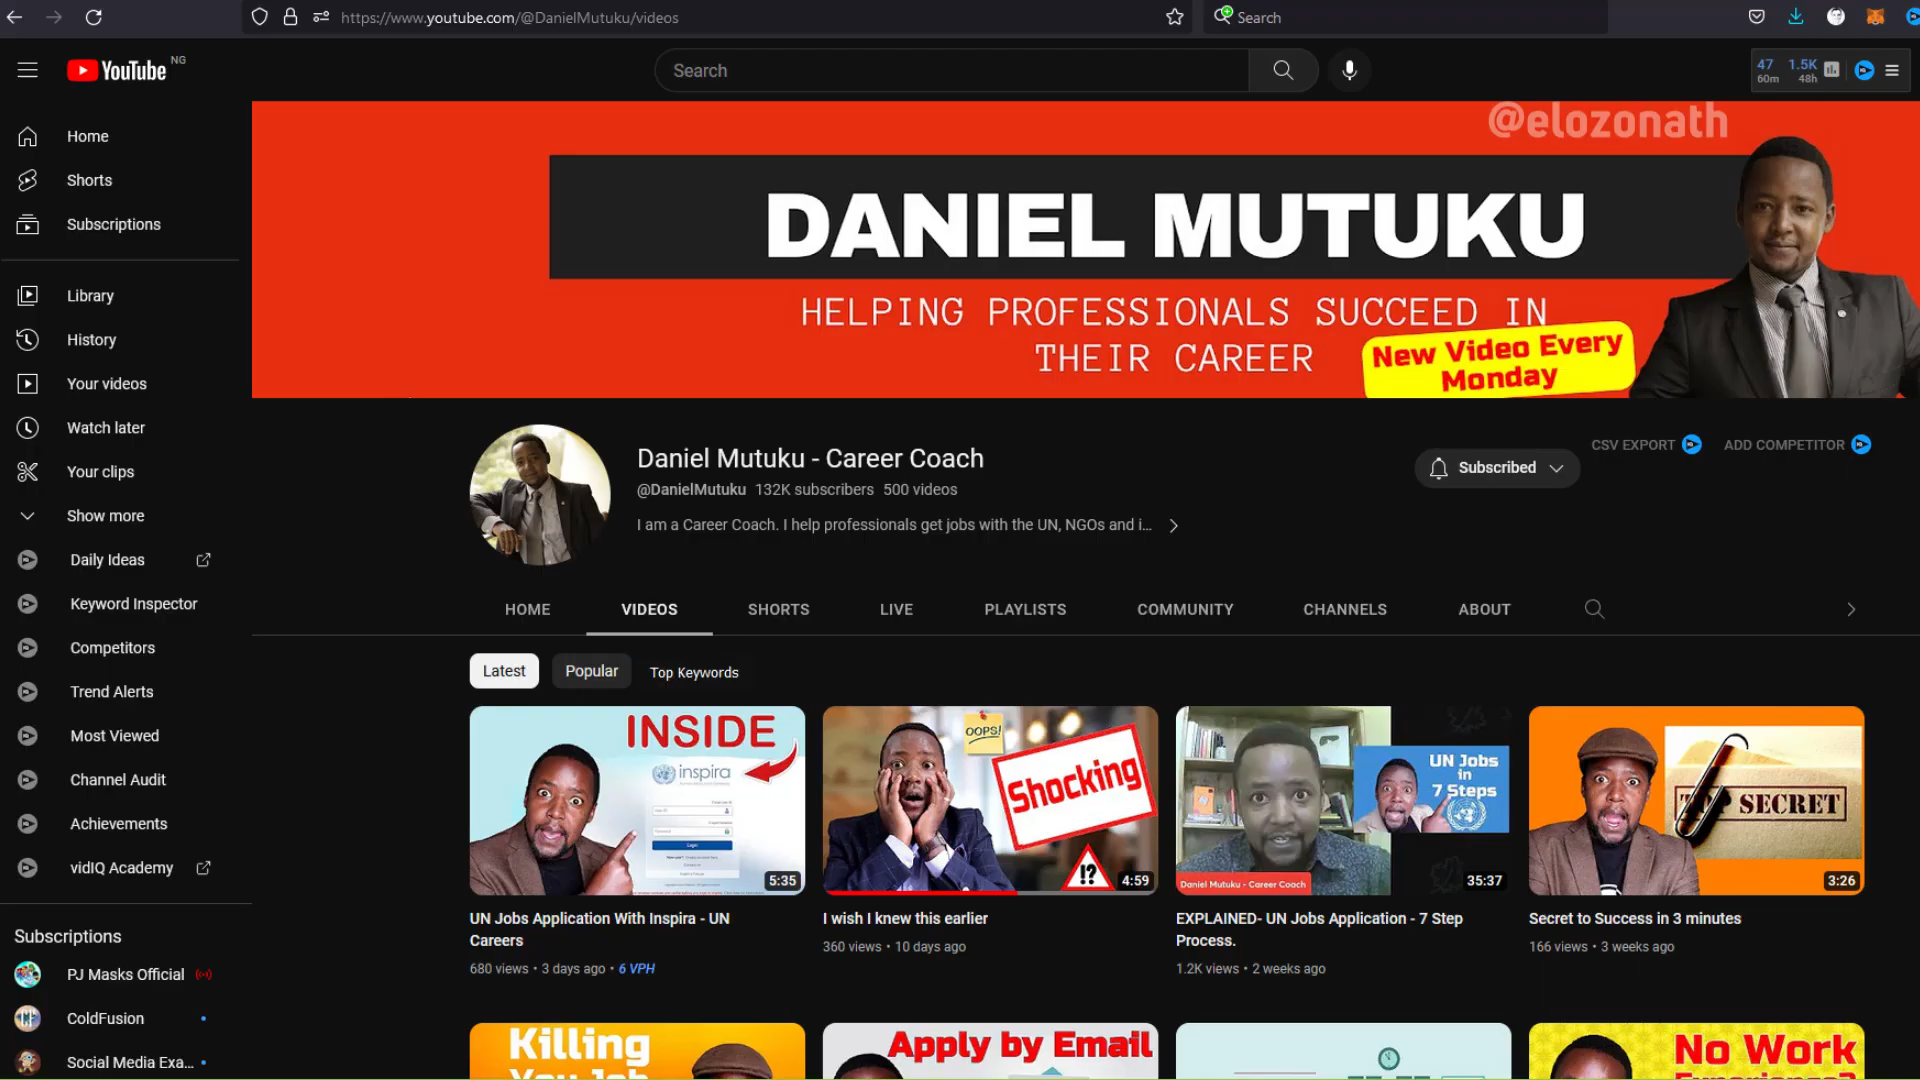 https://www.youtube.com/@DanielMutuku/videos
Search
YouTube NG
Search
47 60m
1.5K 48h
Home
Shorts
Subscriptions
Library
History
Your videos
Watch later
Your clips
Show more
Daily Ideas
Keyword Inspector
Competitors
Trend Alerts
Most Viewed
Channel Audit
Achievements
vidIQ Academy
Subscriptions
PJ Masks Official
ColdFusion
Social Media Exa...
@elozonath
DANIEL MUTUKU
HELPING PROFESSIONALS SUCCEED IN
THEIR CAREER
New Video Every
Monday
Daniel Mutuku - Career Coach
@DanielMutuku 132K subscribers 500 videos
I am a Career Coach. I help professionals get jobs with the UN, NGOs and i...
Subscribed
CSV EXPORT
ADD COMPETITOR
HOME VIDEOS SHORTS LIVE PLAYLISTS COMMUNITY CHANNELS ABOUT
Latest Popular Top Keywords
INSIDE
inspira
Login
5:35
UN Jobs Application With Inspira - UN
Careers
680 views • 3 days ago • 6 VPH
OOPS!
Shocking
!?
4:59
I wish I knew this earlier
360 views • 10 days ago
UN Jobs
in
7 Steps
Daniel Mutuku - Career Coach
35:37
EXPLAINED- UN Jobs Application - 7 Step
Process.
1.2K views • 2 weeks ago
TOP SECRET
3:26
Secret to Success in 3 minutes
166 views • 3 weeks ago
Killing
You Job
Apply by Email
No Work
Experience?